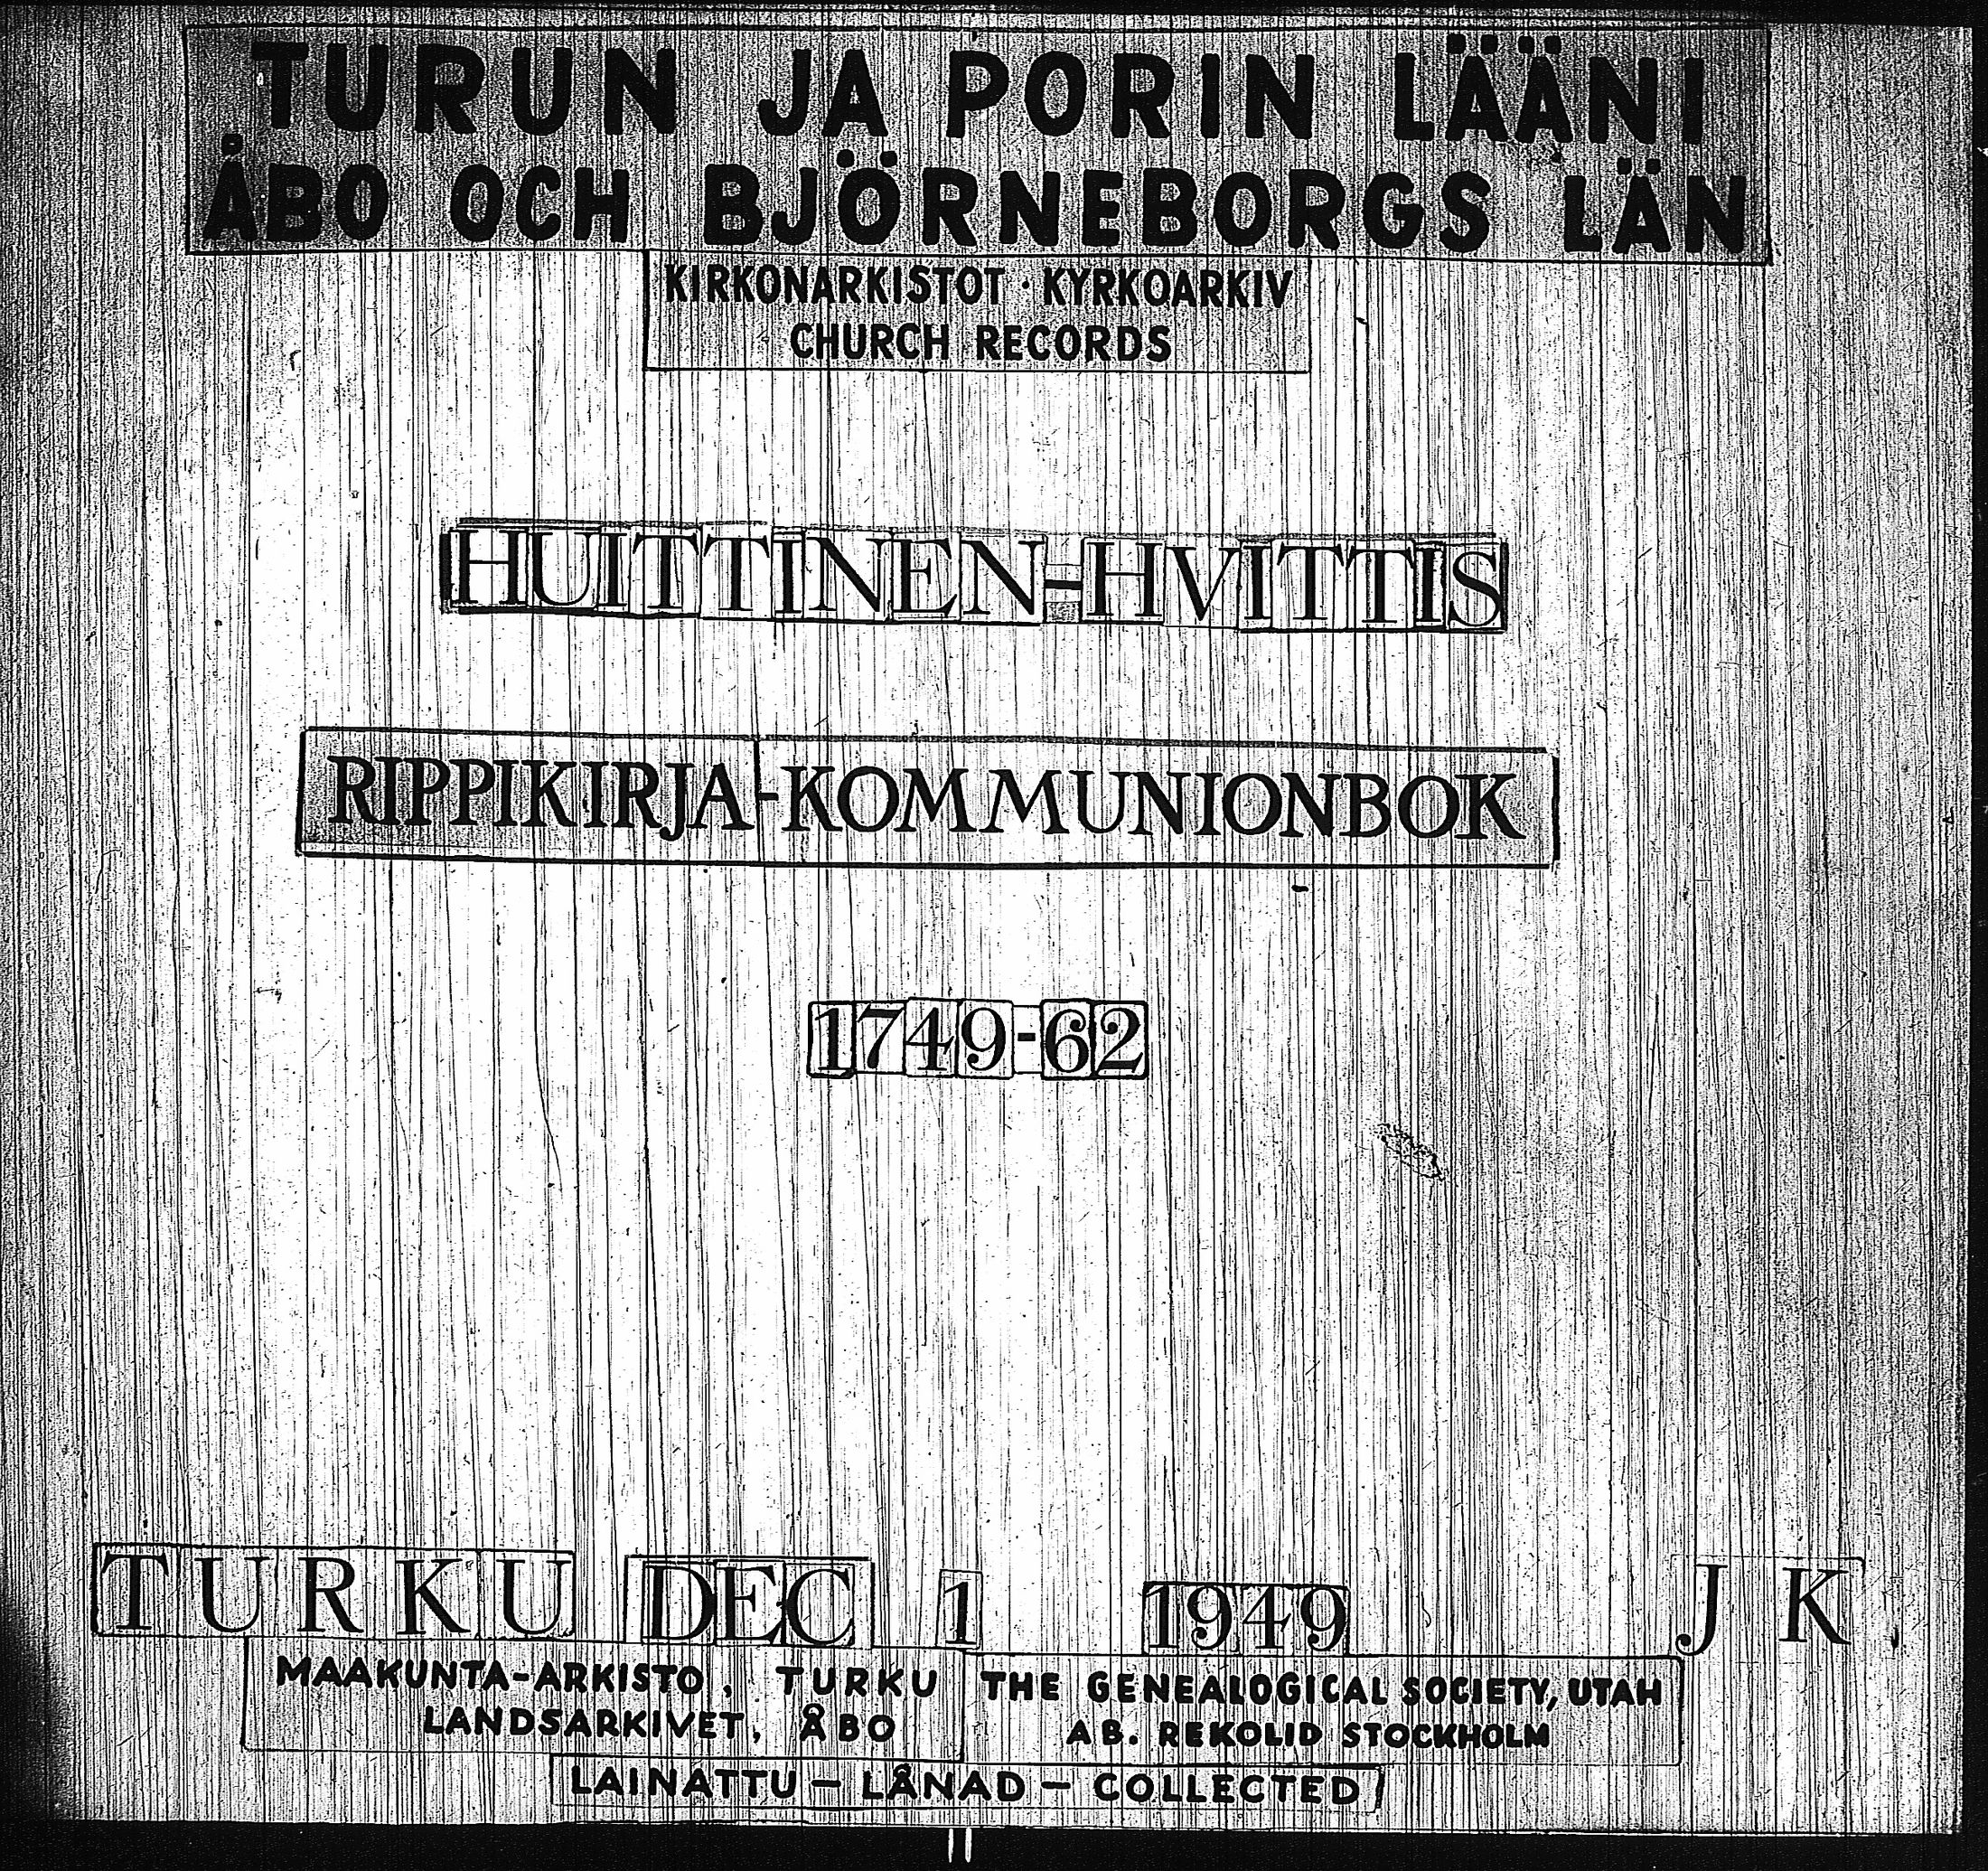 TURUN JA PORIN LÄÄNI
ÅBO OCH BJÖRNEBORGS LÄN
KIRKONARKISTOT · KYRKOARKIV
CHURCH RECORDS
HUITTINEN-HVITTIS
RIPPIKIRJA-KOMMUNIONBOK
1749-62
TURKU DEC 1 1949 J K
MAAKUNTA-ARKISTO, TURKU
LANDSARKIVET, ÅBO
THE GENEALOGICAL SOCIETY, UTAH
AB. REKOLID STOCKHOLM
LAINATTU – LÅNAD – COLLECTED